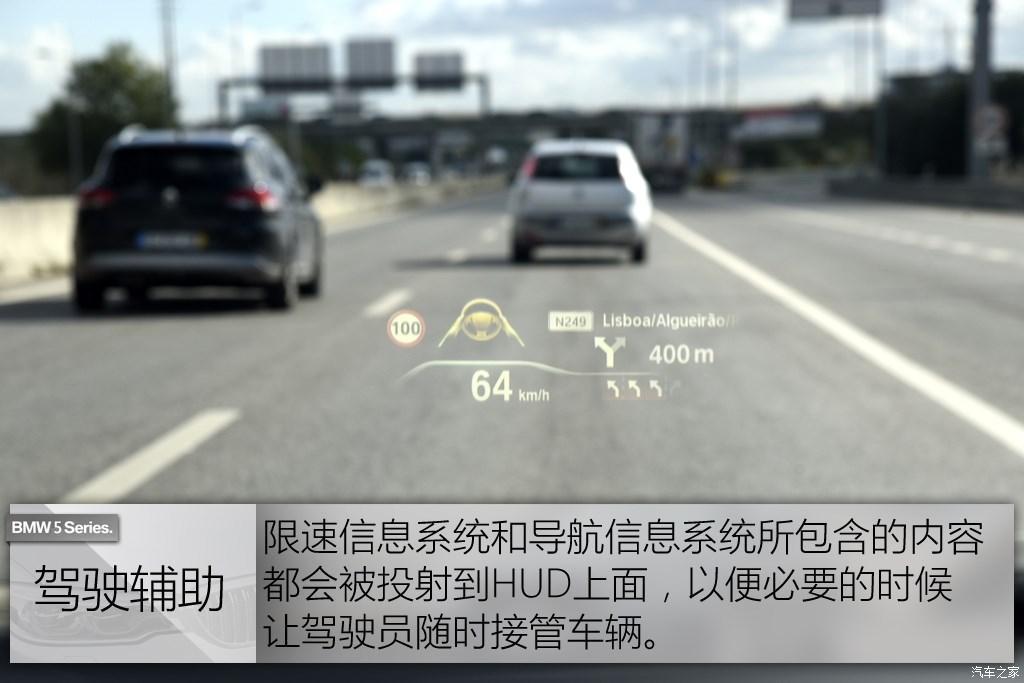 100
N249
Lisboa/Algueirão/
400 m
64 km/h
BMW 5 Series.
驾驶辅助
限速信息系统和导航信息系统所包含的内容
都会被投射到HUD上面，以便必要的时候
让驾驶员随时接管车辆。
汽车之家